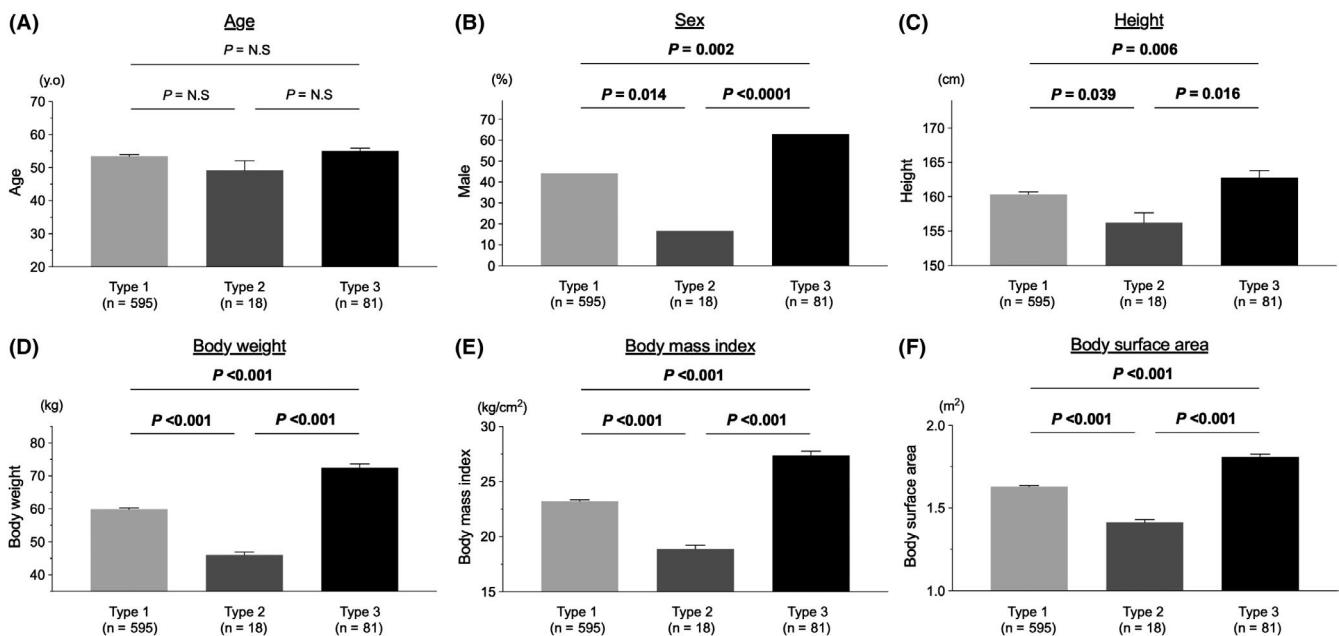 (A)
Age
P = N.S
(y.o)
P = N.S
P = N.S
70
60
50
40
30
20
Age
Type 1
(n = 595)
Type 2
(n = 18)
Type 3
(n = 81)
(B)
Sex
P = 0.002
(%)
P = 0.014
P <0.0001
70
60
50
40
30
20
10
0
Male
Type 1
(n = 595)
Type 2
(n = 18)
Type 3
(n = 81)
(C)
Height
P = 0.006
(cm)
P = 0.039
P = 0.016
170
165
160
155
150
Height
Type 1
(n = 595)
Type 2
(n = 18)
Type 3
(n = 81)
(D)
Body weight
P <0.001
(kg)
P <0.001
P <0.001
80
70
60
50
40
Body weight
Type 1
(n = 595)
Type 2
(n = 18)
Type 3
(n = 81)
(E)
Body mass index
P <0.001
(kg/cm²)
P <0.001
P <0.001
30
25
20
15
Body mass index
Type 1
(n = 595)
Type 2
(n = 18)
Type 3
(n = 81)
(F)
Body surface area
P <0.001
(m²)
P <0.001
P <0.001
2.0
1.5
1.0
Body surface area
Type 1
(n = 595)
Type 2
(n = 18)
Type 3
(n = 81)